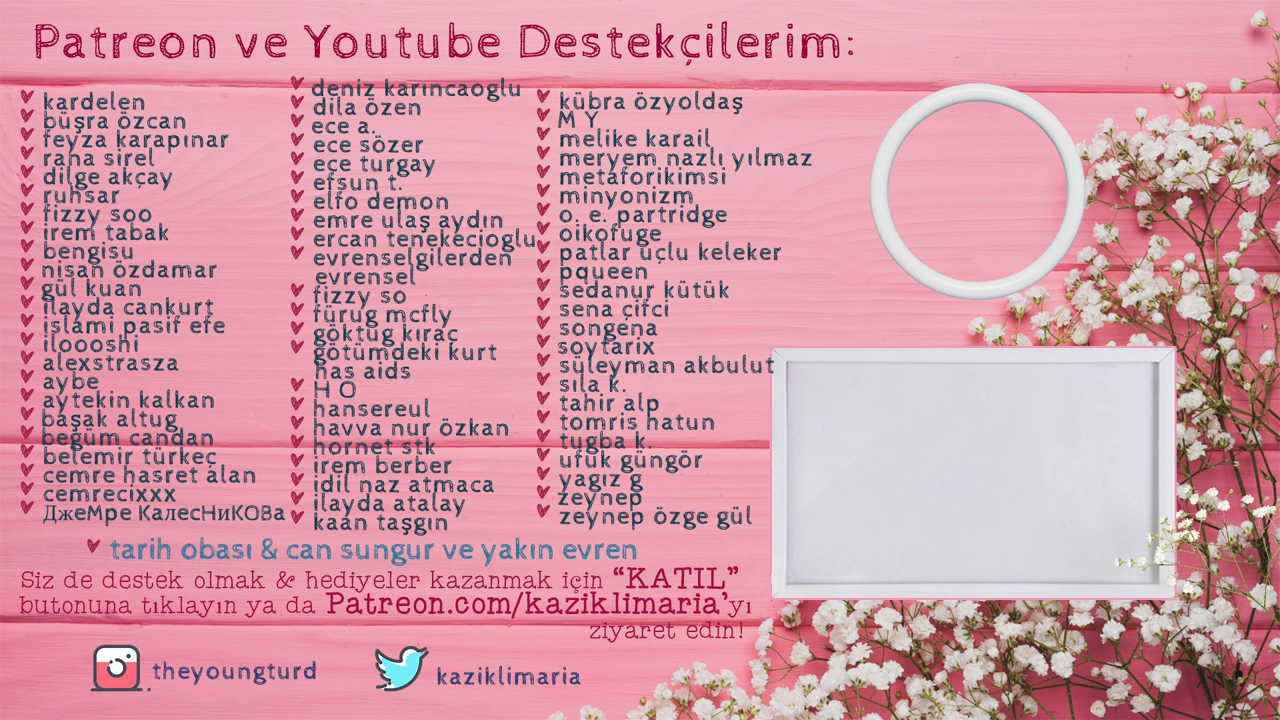 Patreon ve Youtube Destekçilerim:
kardelen
büşra özcan
feyza karapınar
rana sirel
dilge akçay
ruhsar
fizzy soo
irem tabak
bengisu
nişan özdamar
gül kuan
ilayda cankurt
islami pasif efe
iloooshi
alexstrasza
aybe
aytekin kalkan
başak altug
begüm candan
belemir türkeç
cemre hasret alan
cemrecixxx
ДжеМре КалесНиКОВа
deniz karıncaoglu
dila özen
ece a.
ece sözer
ece turgay
efsun t.
elfo demon
emre ulaş aydın
ercan tenekecioglu
evrenselgilerden
evrensel
fizzy so
fürug mcfly
göktug kıraç
götümdeki kurt
has aids
H O
hansereul
havva nur özkan
hornet stk
irem berber
idil naz atmaca
ilayda atalay
kaan taşgın
kübra özyoldaş
M Y
melike karail
meryem nazlı yılmaz
metaforikimsi
minyonizm
o. e. partridge
oikofuge
patlar uçlu keleker
pqueen
sedanur kütük
sena çifci
songena
soytarix
süleyman akbulut
sıla k.
tahir alp
tomris hatun
tugba k.
ufuk güngör
yagız g
zeynep
zeynep özge gül
tarih obası & can sungur ve yakın evren
Siz de destek olmak & hediyeler kazanmak için “KATIL”
butonuna tıklayın ya da Patreon.com/kaziklimaria’yı
ziyaret edin!
theyoungturd
kaziklimaria